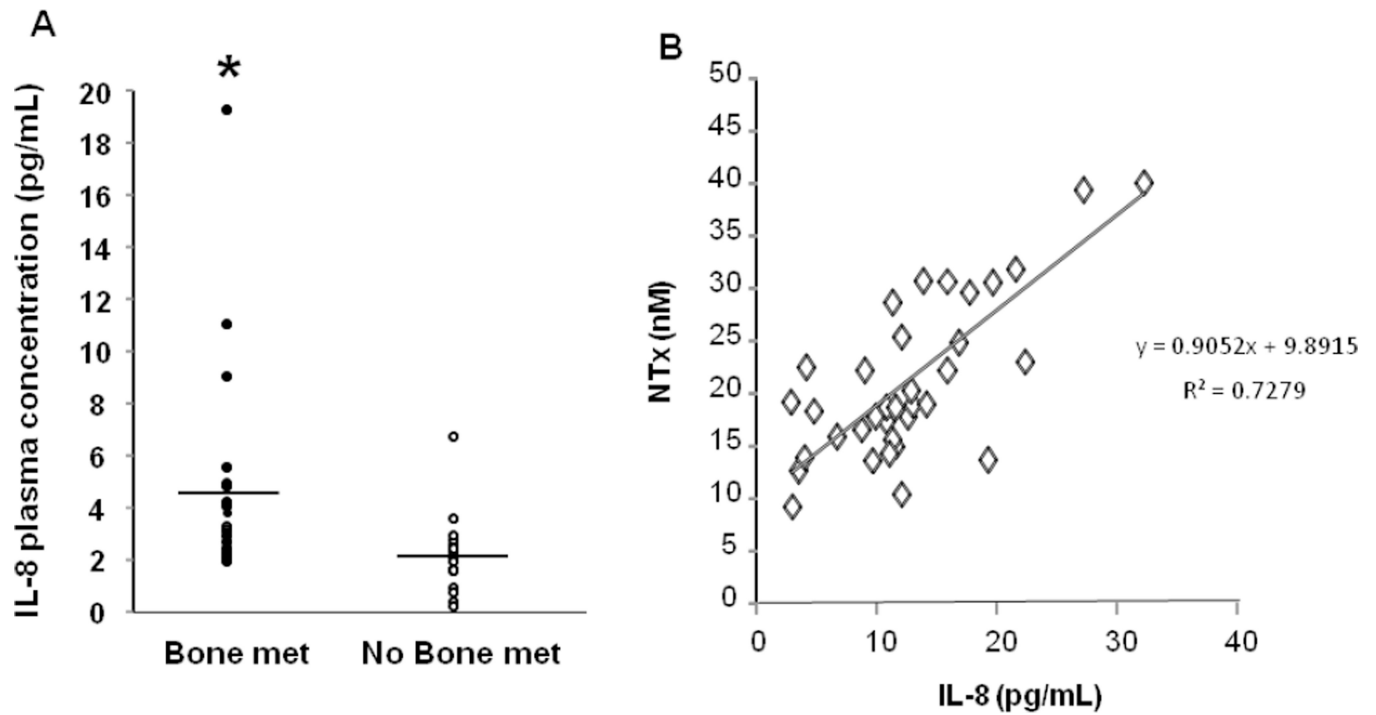 A
*
IL-8 plasma concentration (pg/mL)
20
18
16
14
12
10
8
6
4
2
0
Bone met
No Bone met
B
NTx (nM)
50
45
40
35
30
25
20
15
10
5
0
y = 0.9052x + 9.8915
R² = 0.7279
0 10 20 30 40
IL-8 (pg/mL)